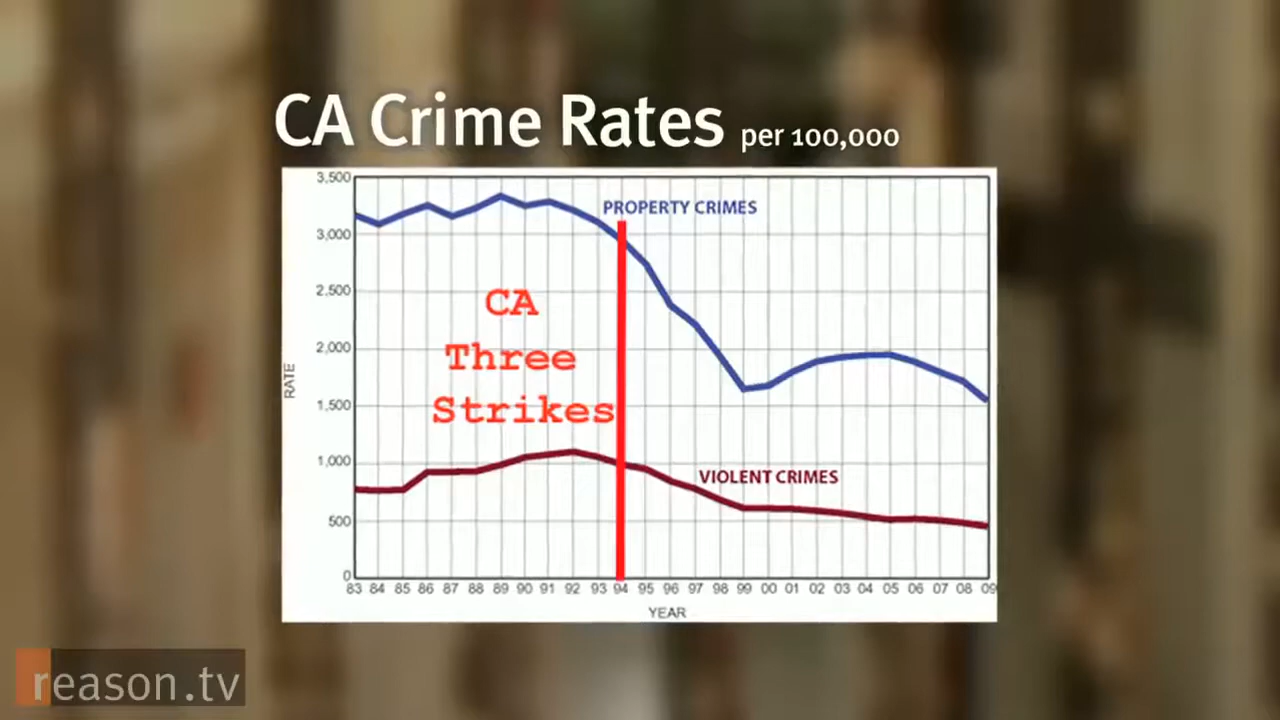 CA Crime Rates per 100,000
3,500
PROPERTY CRIMES
3,000
2,500
CA
Three
2,000
Strikes
RATE
1,500
1,000
VIOLENT CRIMES
500
0
83 84 85 86 87 88 89 90 91 92 93 94 95 96 97 98 99 00 01 02 03 04 05 06 07 08 09
YEAR
reason.tv